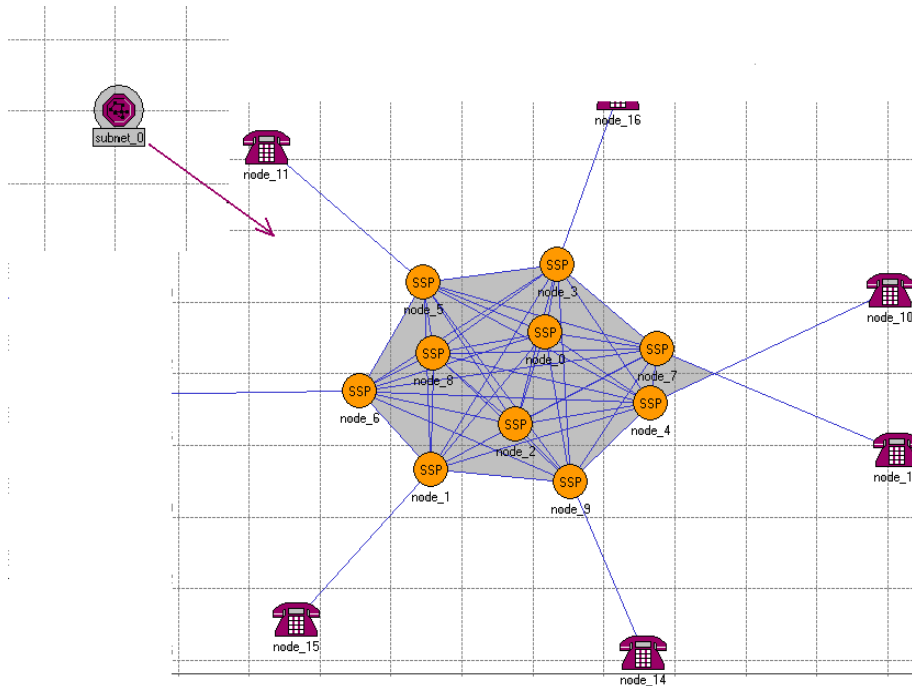 subnet_0
node_16
node_11
SSP
node_3
SSP
node_5
node_10
SSP
node_0
SSP
node_7
SSP
node_8
SSP
node_6
SSP
node_4
SSP
node_2
SSP
node_1
SSP
node_9
node_1
node_15
node_14